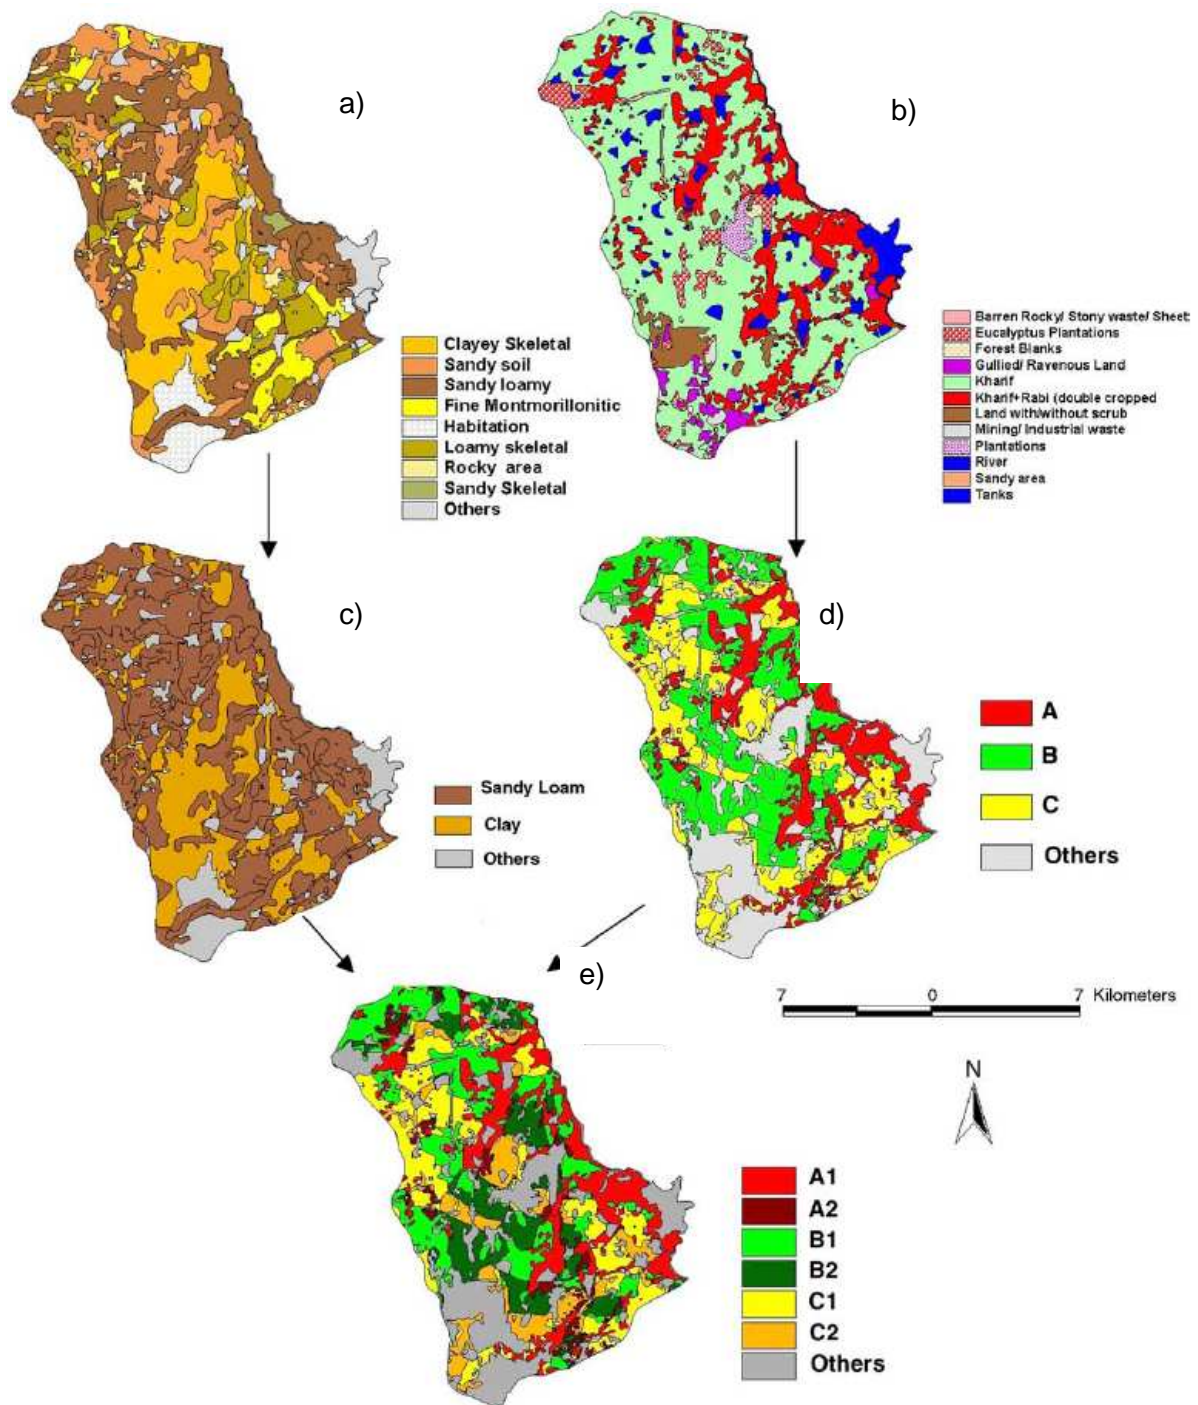 a)
b)
Clayey Skeletal
Sandy soil
Sandy loamy
Fine Montmorillonitic
Habitation
Loamy skeletal
Rocky area
Sandy Skeletal
Others
Barren Rocky/ Stony waste/ Sheet
Eucalyptus Plantations
Forest Blanks
Gullied/ Ravenous Land
Kharif
Kharif+Rabi (double cropped
Land with/without scrub
Mining/ Industrial waste
Plantations
River
Sandy area
Tanks
c)
d)
Sandy Loam
Clay
Others
A
B
C
Others
e)
7 0 7 Kilometers
N
A1
A2
B1
B2
C1
C2
Others